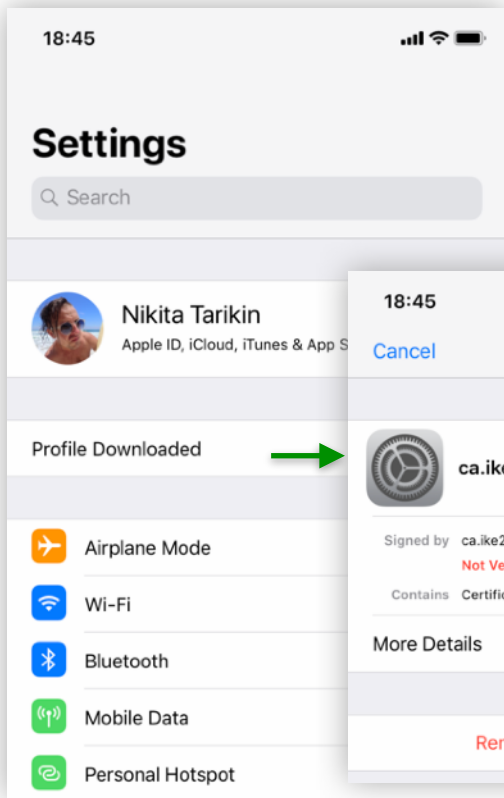 18:45
Settings
Search
Nikita Tarikin
Apple ID, iCloud, iTunes & App S
Profile Downloaded
Airplane Mode
Wi-Fi
Bluetooth
Mobile Data
Personal Hotspot
18:45
Cancel
ca.ike
Signed by ca.ike2
Not Ve
Contains Certific
More Details
Rem